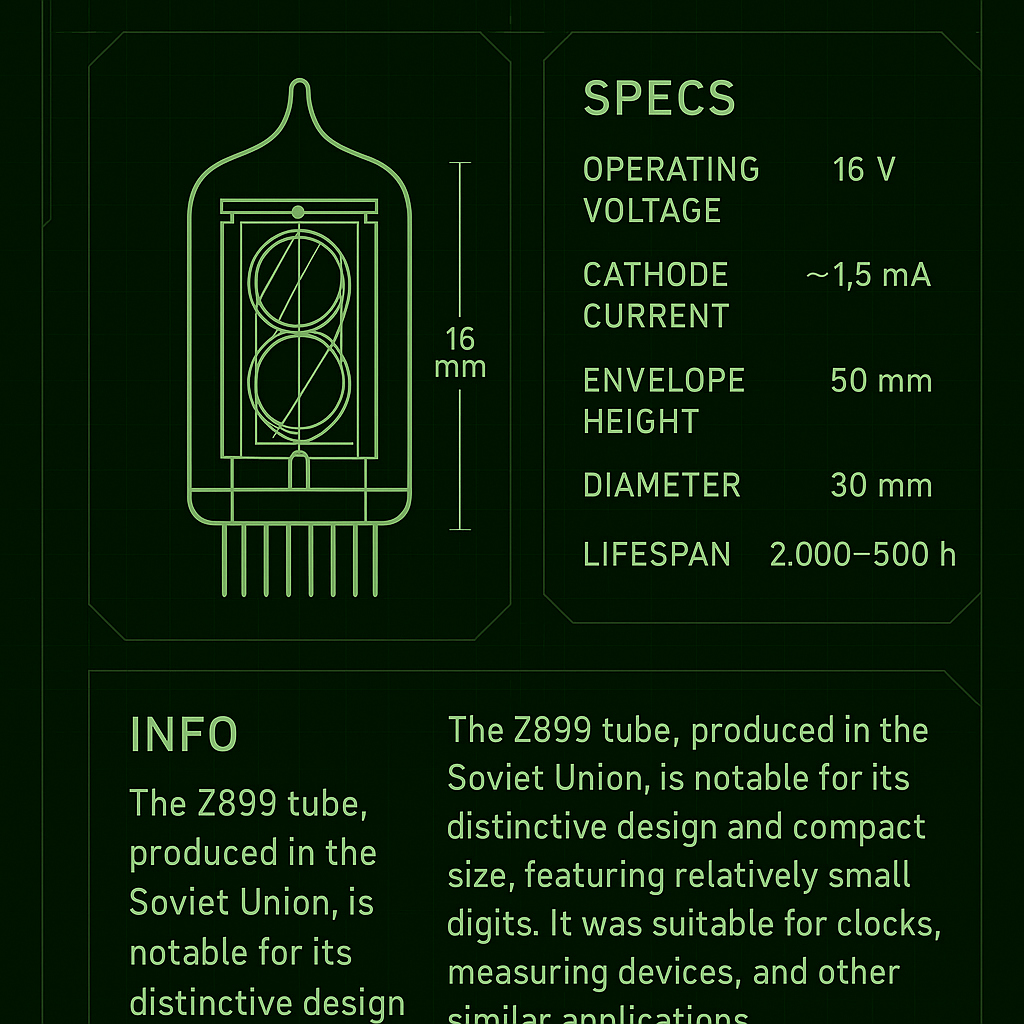 16
mm
SPECS
OPERATING VOLTAGE 16 V
CATHODE CURRENT ~1,5 mA
ENVELOPE HEIGHT 50 mm
DIAMETER 30 mm
LIFESPAN 2.000–500 h
INFO
The Z899 tube,
produced in the
Soviet Union, is
notable for its
distinctive design
The Z899 tube, produced in the
Soviet Union, is notable for its
distinctive design and compact
size, featuring relatively small
digits. It was suitable for clocks,
measuring devices, and other
similar applications.